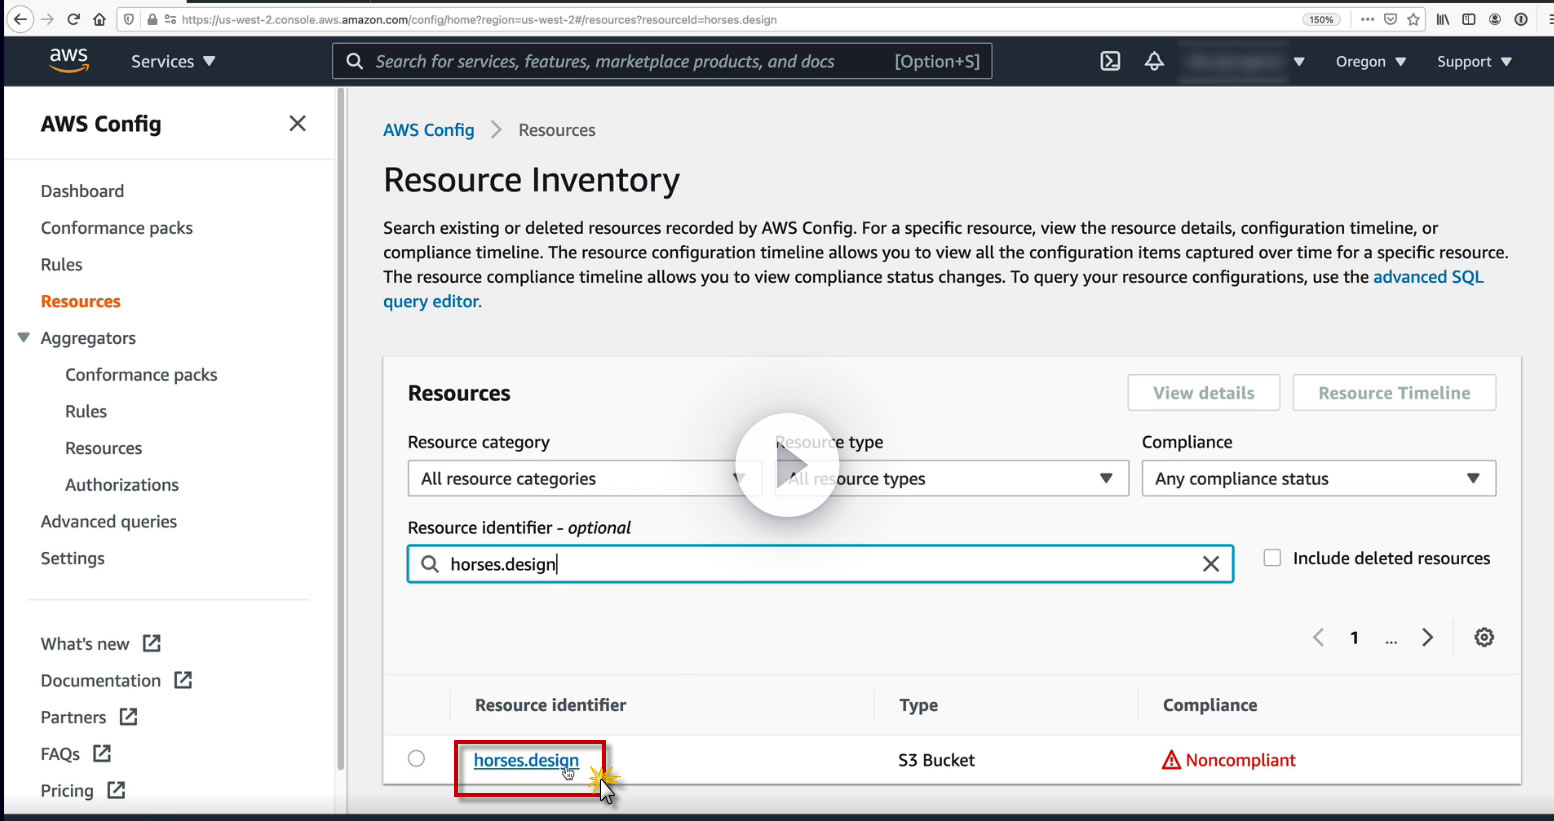 https://us-west-2.console.aws.amazon.com/config/home?region=us-west-2#/resources?resourceId=horses.design
150%
aws
Services
Search for services, features, marketplace products, and docs
[Option+S]
Oregon
Support
AWS Config
Dashboard
Conformance packs
Rules
Resources
Aggregators
Conformance packs
Rules
Resources
Authorizations
Advanced queries
Settings
What's new
Documentation
Partners
FAQs
Pricing
AWS Config > Resources
Resource Inventory
Search existing or deleted resources recorded by AWS Config. For a specific resource, view the resource details, configuration timeline, or
compliance timeline. The resource configuration timeline allows you to view all the configuration items captured over time for a specific resource.
The resource compliance timeline allows you to view compliance status changes. To query your resource configurations, use the advanced SQL
query editor.
Resources
View details
Resource Timeline
Resource category
Resource type
Compliance
All resource categories
All resource types
Any compliance status
Resource identifier - optional
horses.design
Include deleted resources
1 ...
Resource identifier
Type
Compliance
horses.design
S3 Bucket
Noncompliant